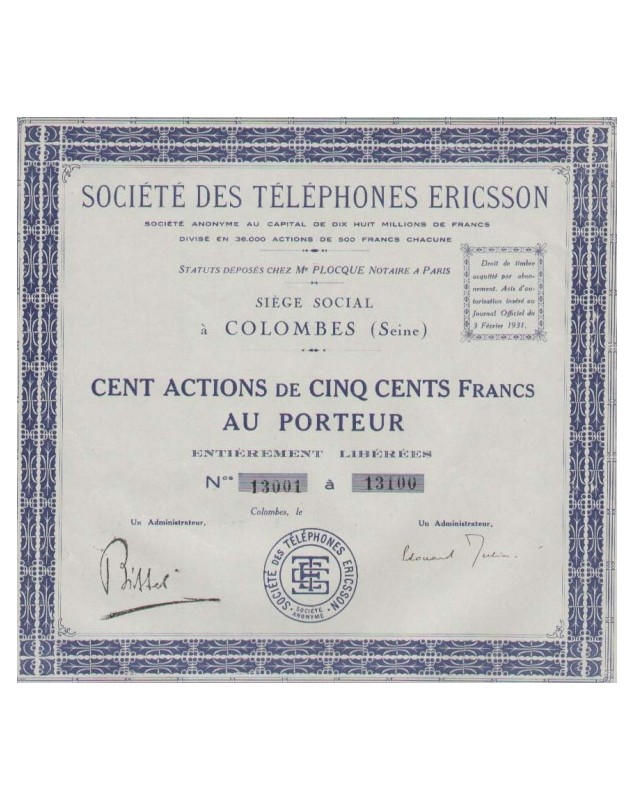 SOCIÉTÉ DES TÉLÉPHONES ERICSSON
SOCIÉTÉ ANONYME AU CAPITAL DE DIX HUIT MILLIONS DE FRANCS
DIVISÉ EN 36.000 ACTIONS DE 500 FRANCS CHACUNE
STATUTS DEPOSÉS CHEZ Me PLOCQUE NOTAIRE A PARIS
SIÈGE SOCIAL
à COLOMBES (Seine)
Droit de timbre
acquitté par abon-
nement. Avis d'au-
torisation inséré au
Journal Officiel du
3 Février 1931.
CENT ACTIONS DE CINQ CENTS FRANCS
AU PORTEUR
ENTIÈREMENT LIBÉRÉES
Nos 13001 à 13100
Colombes, le
Un Administrateur,
Un Administrateur,
Edouard
SOCIÉTÉ DES TÉLÉPHONES ERICSSON
SOCIÉTÉ
ANONYME